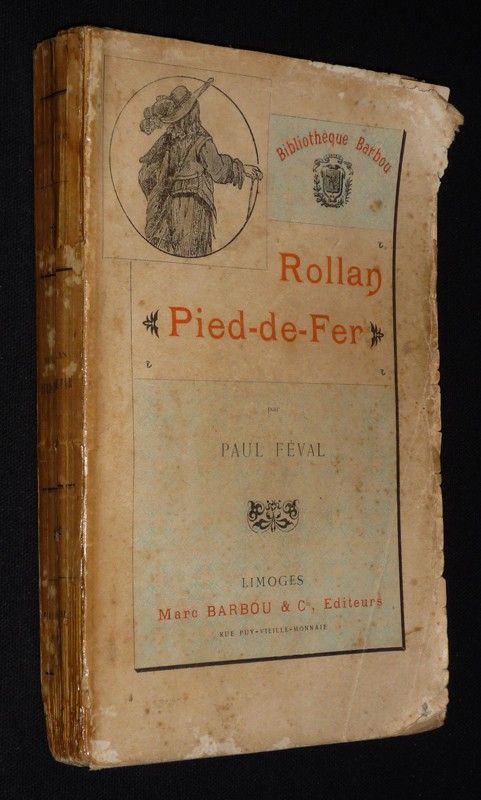 Bibliothèque Barbou
Rollan
Pied-de-Fer
par
PAUL FÉVAL
LIMOGES
Marc BARBOU & Cie, Editeurs
RUE PUY-VIEILLE-MONNAIE